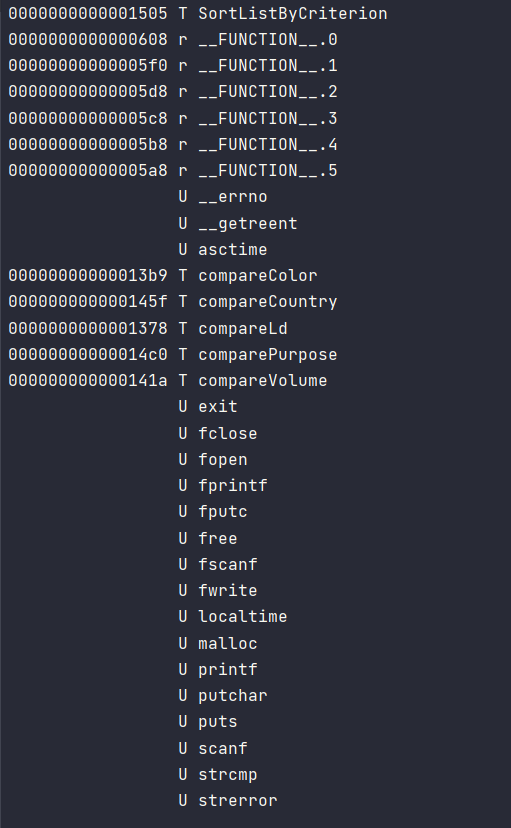 0000000000001505 T SortListByCriterion
0000000000000608 r __FUNCTION__.0
00000000000005f0 r __FUNCTION__.1
00000000000005d8 r __FUNCTION__.2
00000000000005c8 r __FUNCTION__.3
00000000000005b8 r __FUNCTION__.4
00000000000005a8 r __FUNCTION__.5
U __errno
U __getreent
U asctime
00000000000013b9 T compareColor
000000000000145f T compareCountry
0000000000001378 T compareLd
00000000000014c0 T comparePurpose
000000000000141a T compareVolume
U exit
U fclose
U fopen
U fprintf
U fputc
U free
U fscanf
U fwrite
U localtime
U malloc
U printf
U putchar
U puts
U scanf
U strcmp
U strerror